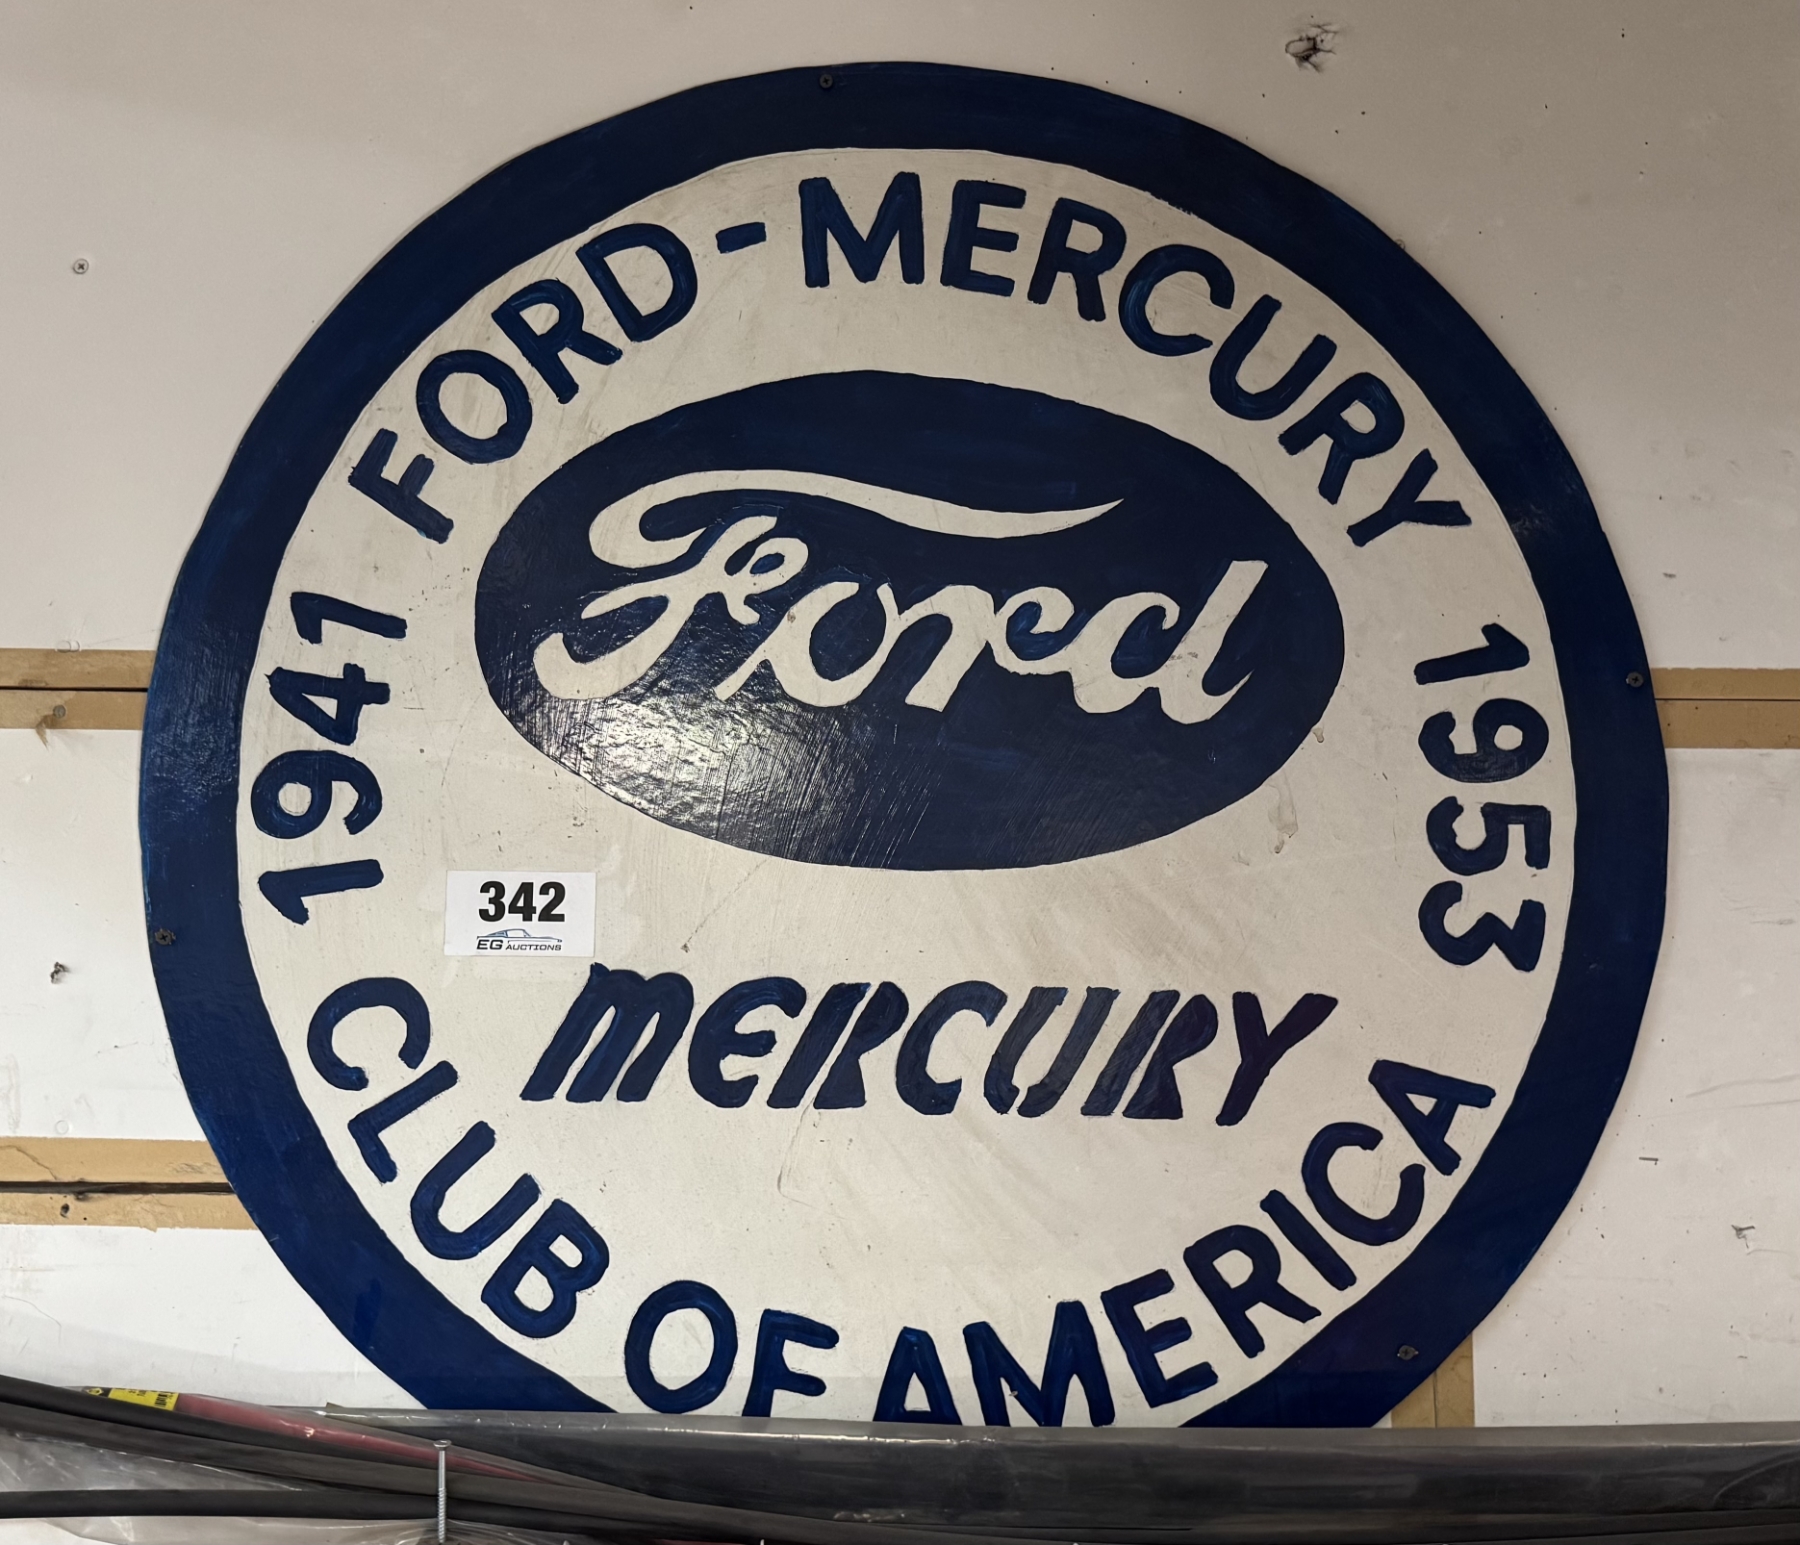 1941 FORD-MERCURY 1953
Ford
342
EG AUCTIONS
MERCURY
CLUB OF AMERICA